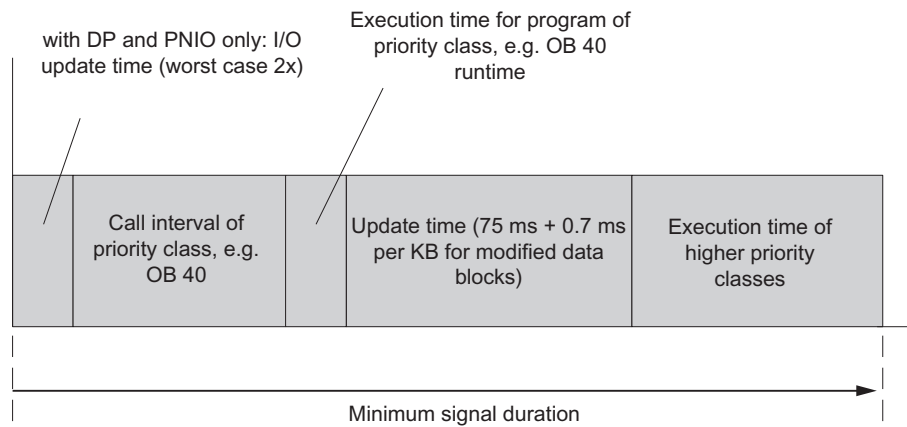 with DP and PNIO only: I/O
update time (worst case 2x)
Execution time for program of
priority class, e.g. OB 40
runtime
Call interval of
priority class, e.g.
OB 40
Update time (75 ms + 0.7 ms
per KB for modified data
blocks)
Execution time of
higher priority
classes
Minimum signal duration